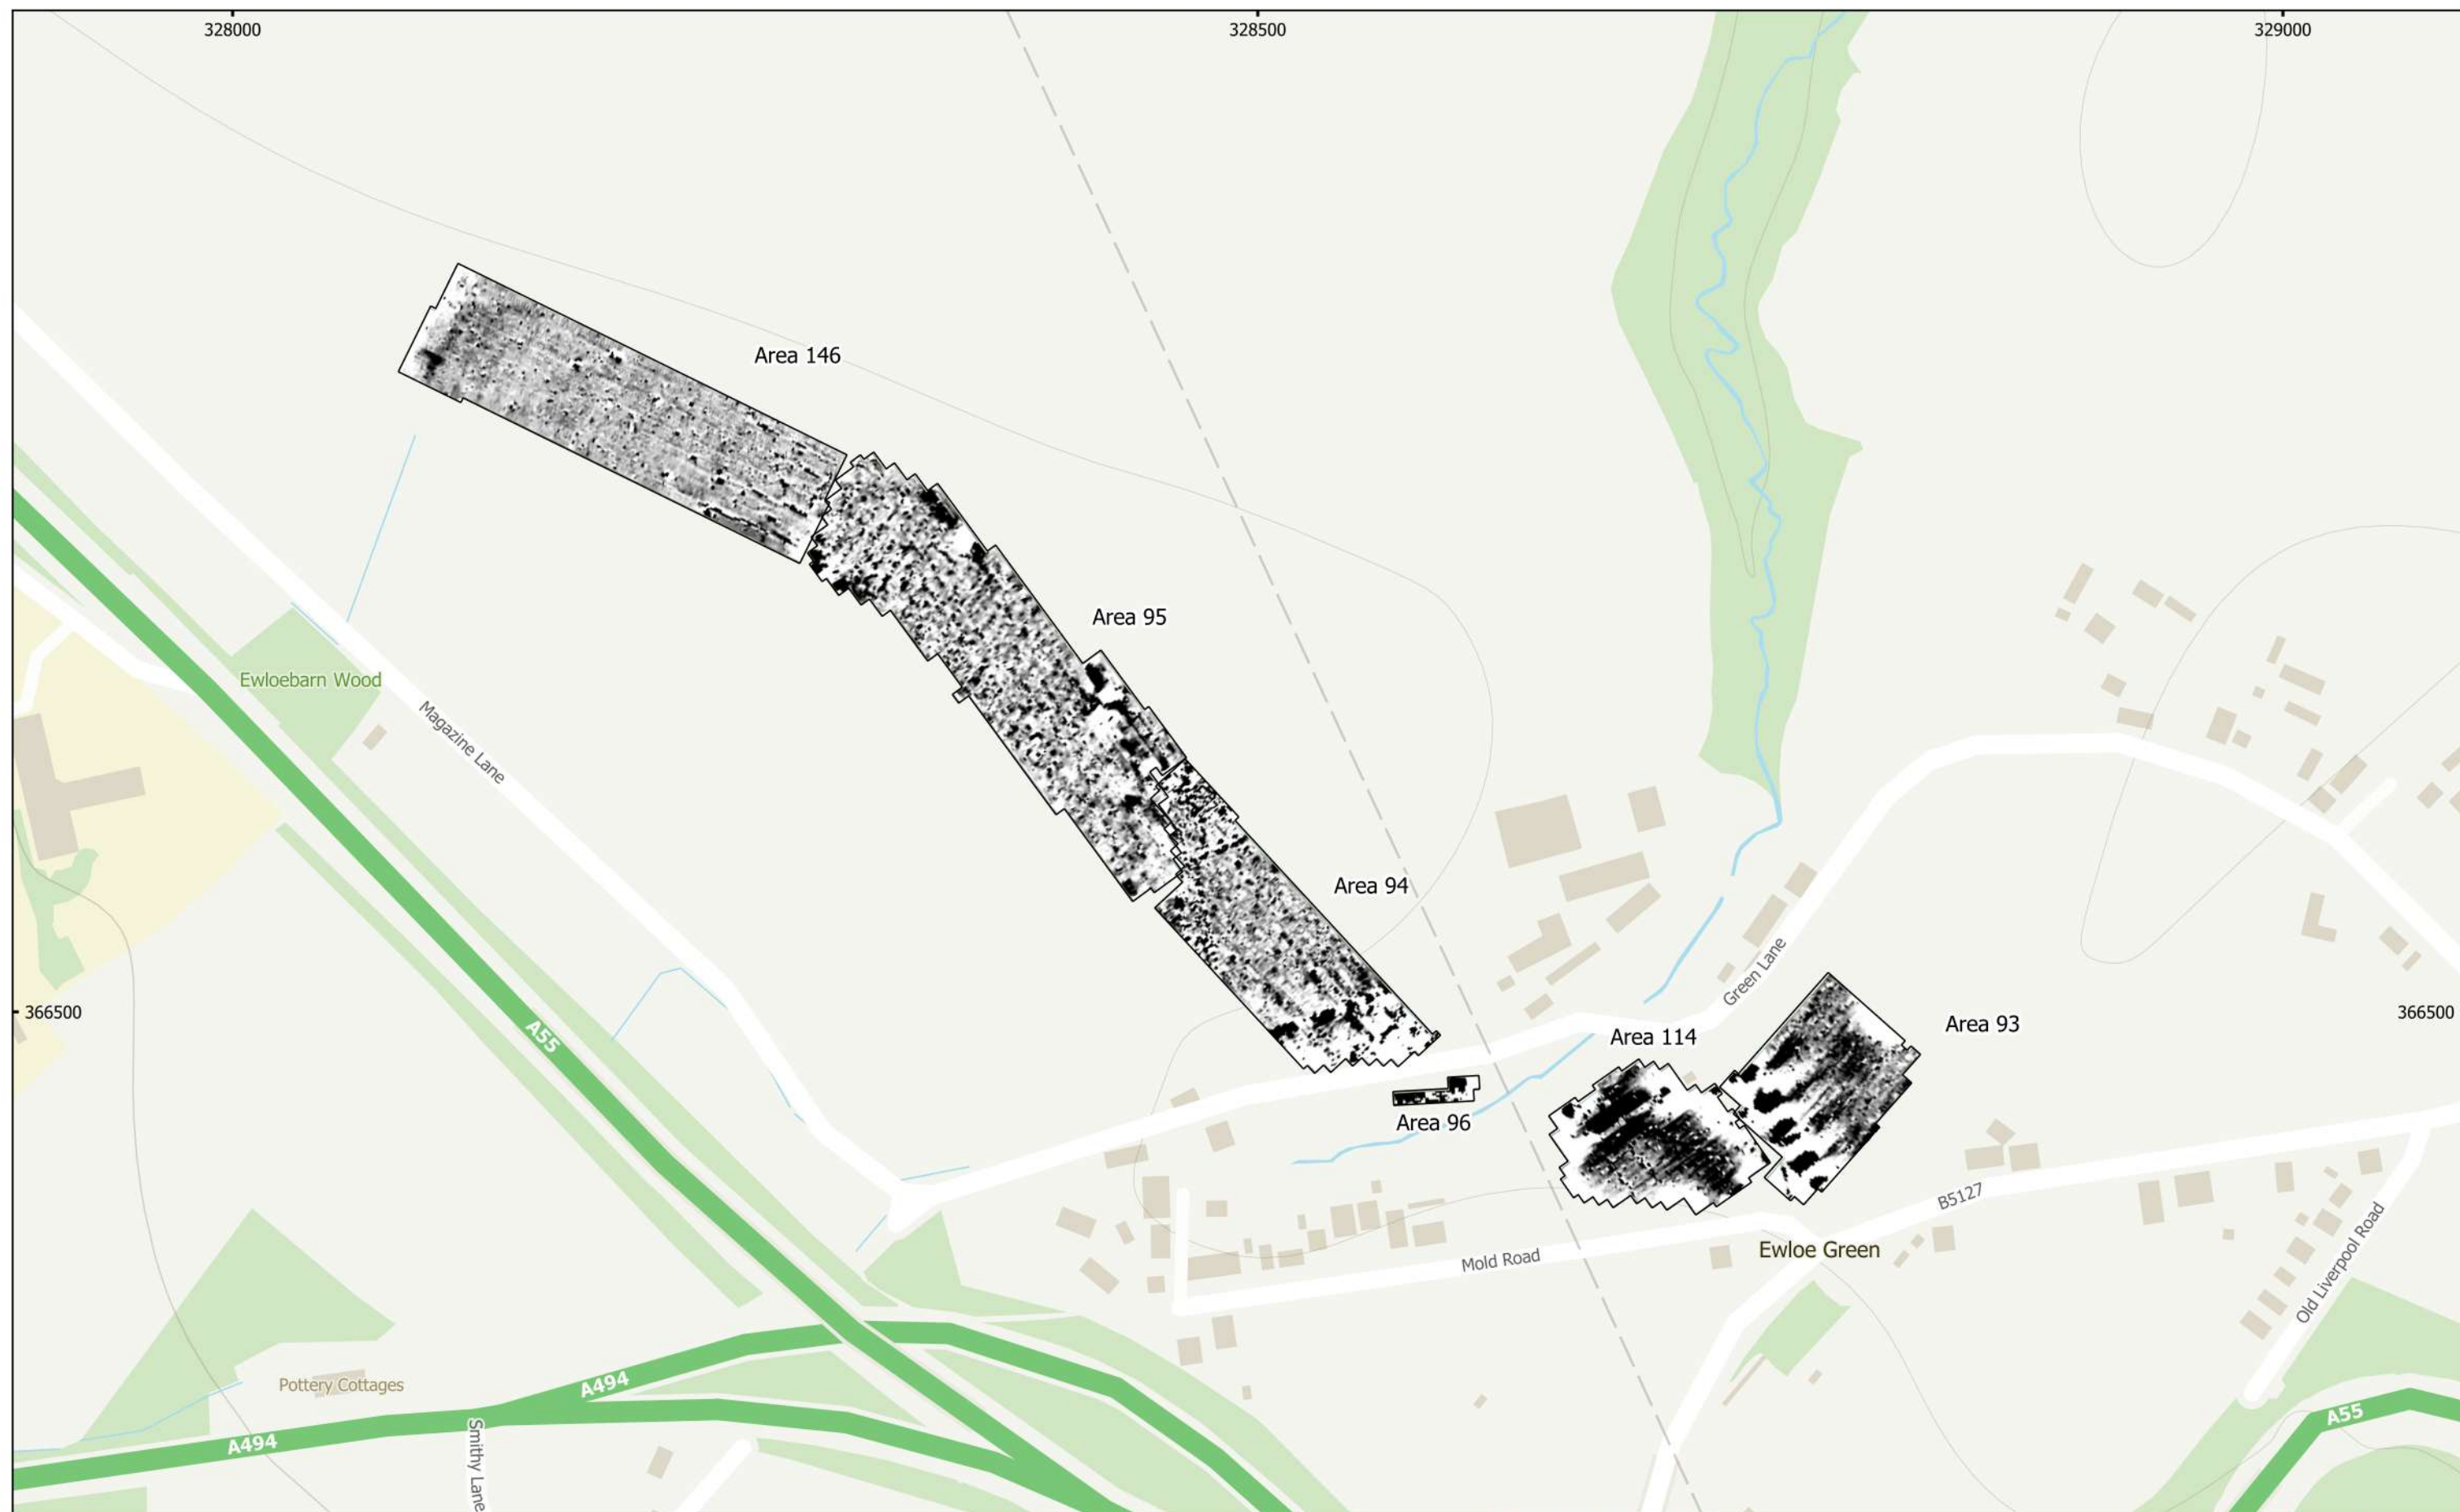 328000
328500
329000
Area 146
Area 95
Ewloebarn Wood
Magazine Lane
Area 94
Green Lane
366500
366500
A55
Area 114
Area 93
Area 96
B5127
Ewloe Green
Mold Road
Old Liverpool Road
Pottery Cottages
A494
A494
Smithy Lane
A55